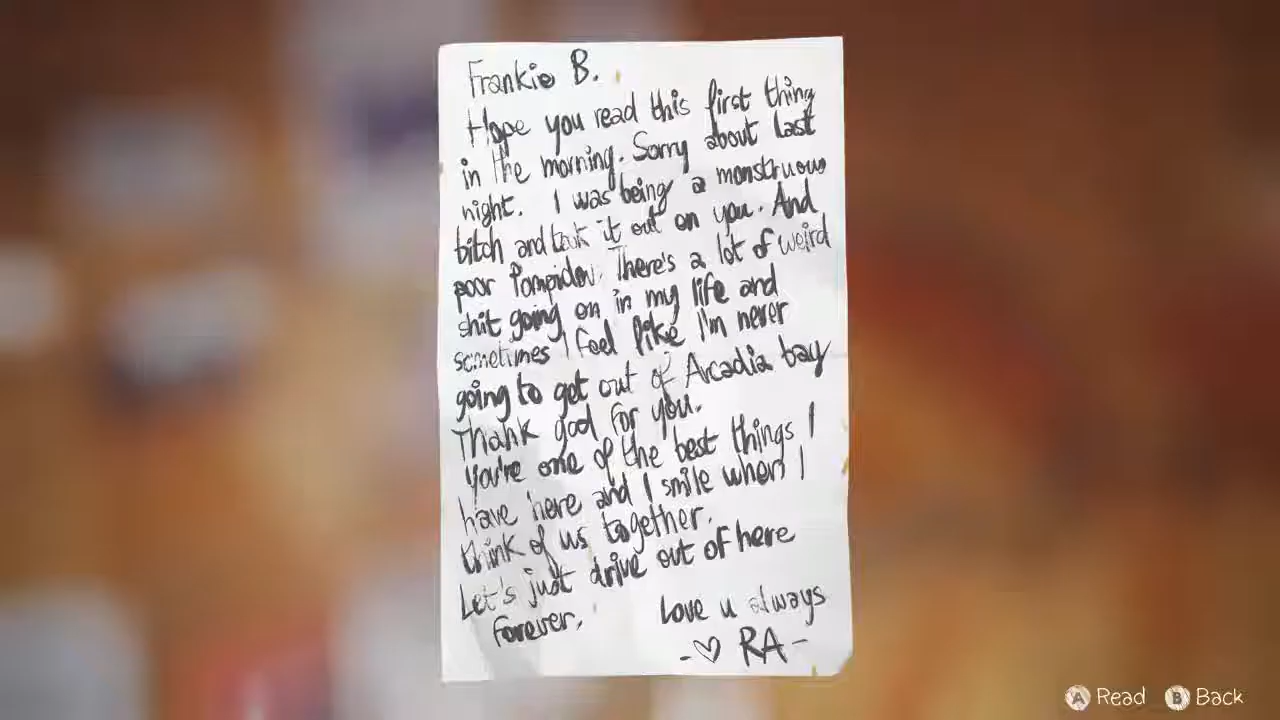 Frankie B.
Hope you read this first thing
in the morning. Sorry about last
night. I was being a monstruous
bitch and took it out on you. And
poor Pompidou. There's a lot of weird
shit going on in my life and
sometimes I feel like I'm never
going to get out of Arcadia bay
Thank god for you.
You're one of the best things I
have here and I smile when I
think of us together.
Let's just drive out of here
forever.
Love u always
-♡ RA-
A Read B Back